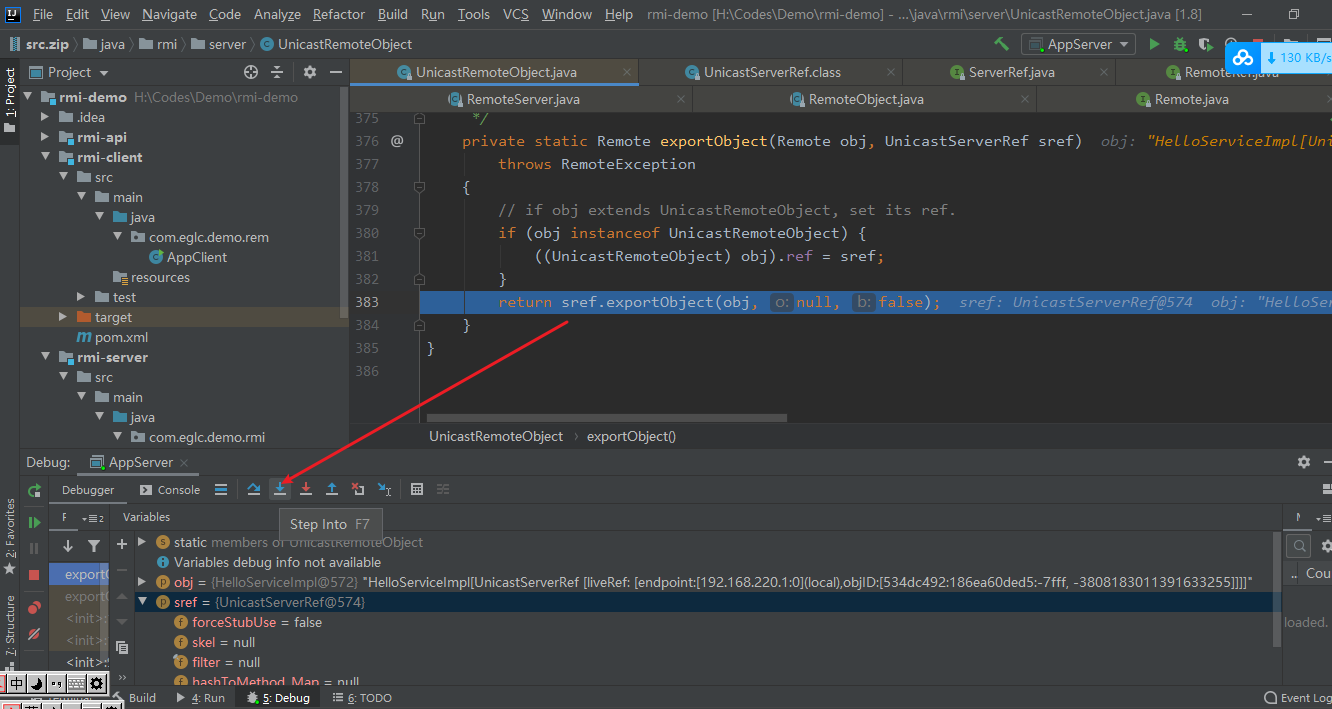 File Edit View Navigate Code Analyze Refactor Build Run Tools VCS Window Help rmi-demo [H:\Codes\Demo\rmi-demo] - ...\java\rmi\server\UnicastRemoteObject.java [1.8]
src.zip java rmi server UnicastRemoteObject AppServer 130 KB/s
1: Project
Project
UnicastRemoteObject.java UnicastServerRef.class ServerRef.java
RemoteServer.java RemoteObject.java Remote.java
rmi-demo H:\Codes\Demo\rmi-demo
.idea
rmi-api
rmi-client
src
main
java
com.eglc.demo.rem
AppClient
resources
test
target
pom.xml
rmi-server
src
main
java
com.eglc.demo.rmi
375 */
376 @ private static Remote exportObject(Remote obj, UnicastServerRef sref) obj: "HelloServiceImpl[Uni
377 throws RemoteException
378 {
379 // if obj extends UnicastRemoteObject, set its ref.
380 if (obj instanceof UnicastRemoteObject) {
381 ((UnicastRemoteObject) obj).ref = sref;
382 }
383 return sref.exportObject(obj, o: null, b: false); sref: UnicastServerRef@574 obj: "HelloSer
384 }
385 }
386
UnicastRemoteObject › exportObject()
Debug: AppServer
Debugger Console
Variables
Step Into F7
static members of UnicastRemoteObject
Variables debug info not available
obj = {HelloServiceImpl@572} "HelloServiceImpl[UnicastServerRef [liveRef: [endpoint:[192.168.220.1:0](local),objID:[534dc492:186ea60ded5:-7fff, -3808183011391633255]]]]"
sref = {UnicastServerRef@574}
forceStubUse = false
skel = null
filter = null
hashToMethod_Map = null
export
export
<init>:
<init>:
<init>:
.. Cou
loaded.
2: Favorites
7: Structure
中
Terminal Build 4: Run 5: Debug 6: TODO Event Log